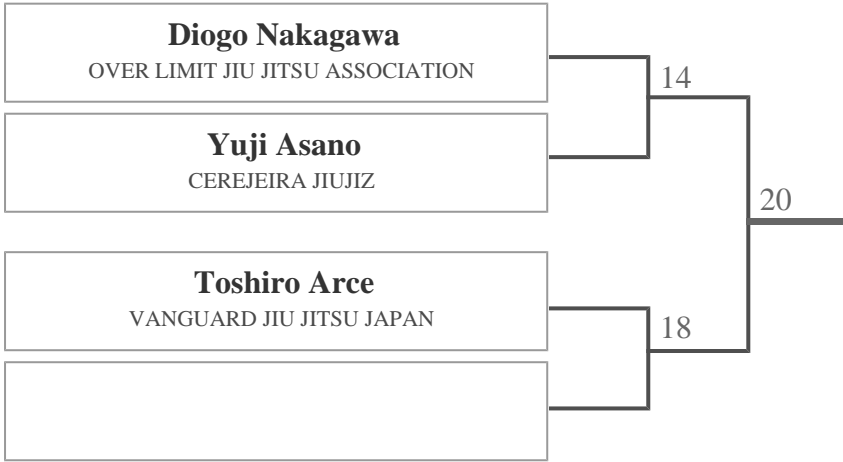 Diogo Nakagawa
OVER LIMIT JIU JITSU ASSOCIATION
14
Yuji Asano
CEREJEIRA JIUJIZ
20
Toshiro Arce
VANGUARD JIU JITSU JAPAN
18